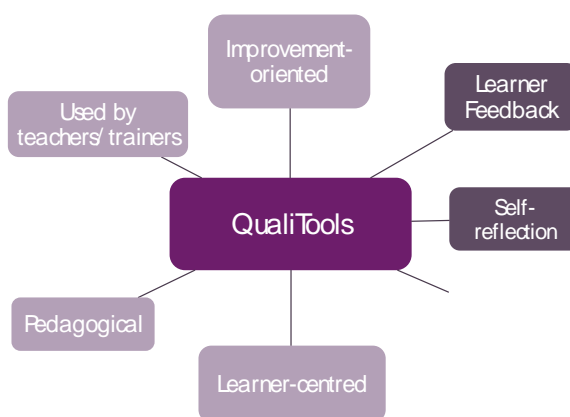 Improvement-
oriented
Learner
Feedback
Used by
teachers/ trainers
QualiTools
Self-
reflection
Pedagogical
Learner-centred